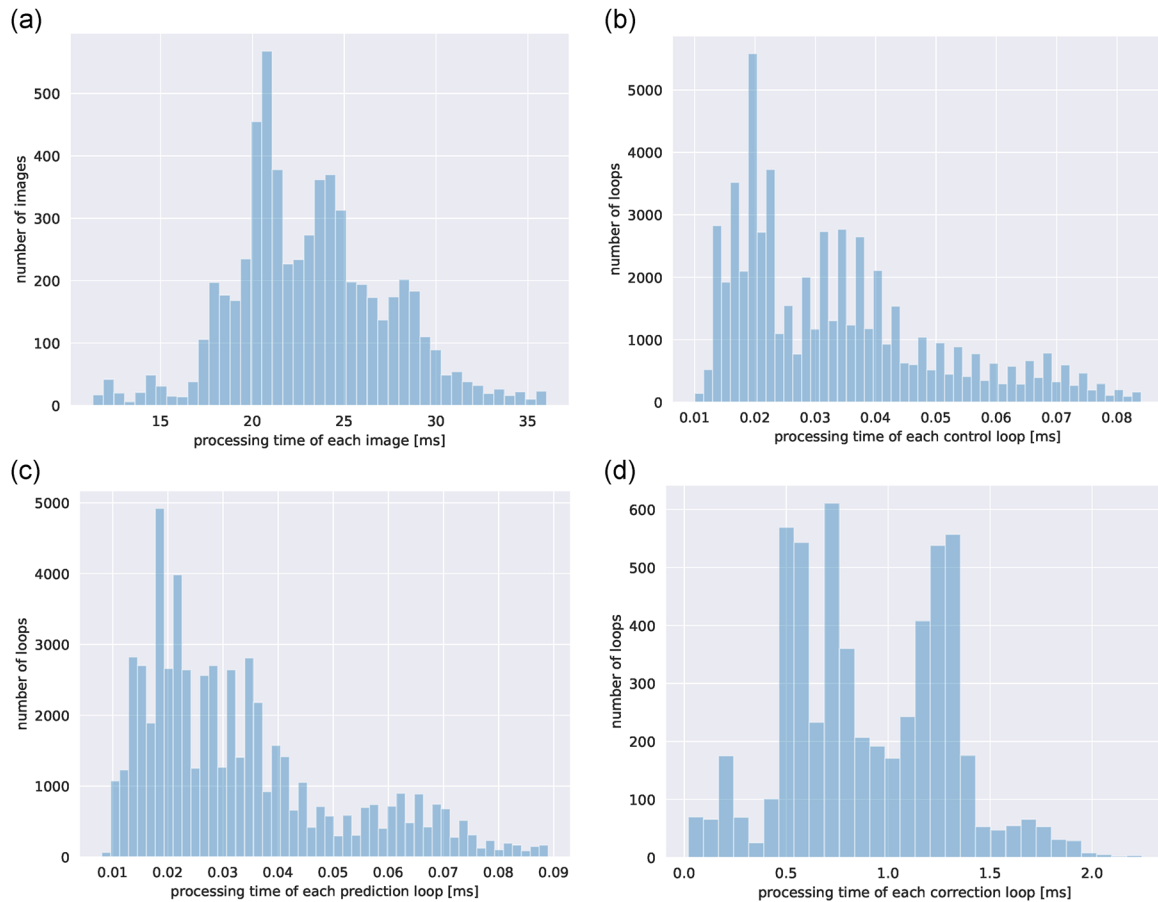 (a)
500
400
300
200
100
0
number of images
15 20 25 30 35
processing time of each image [ms]
(b)
5000
4000
3000
2000
1000
0
number of loops
0.01 0.02 0.03 0.04 0.05 0.06 0.07 0.08
processing time of each control loop [ms]
(c)
5000
4000
3000
2000
1000
0
number of loops
0.01 0.02 0.03 0.04 0.05 0.06 0.07 0.08 0.09
processing time of each prediction loop [ms]
(d)
600
500
400
300
200
100
0
number of loops
0.0 0.5 1.0 1.5 2.0
processing time of each correction loop [ms]